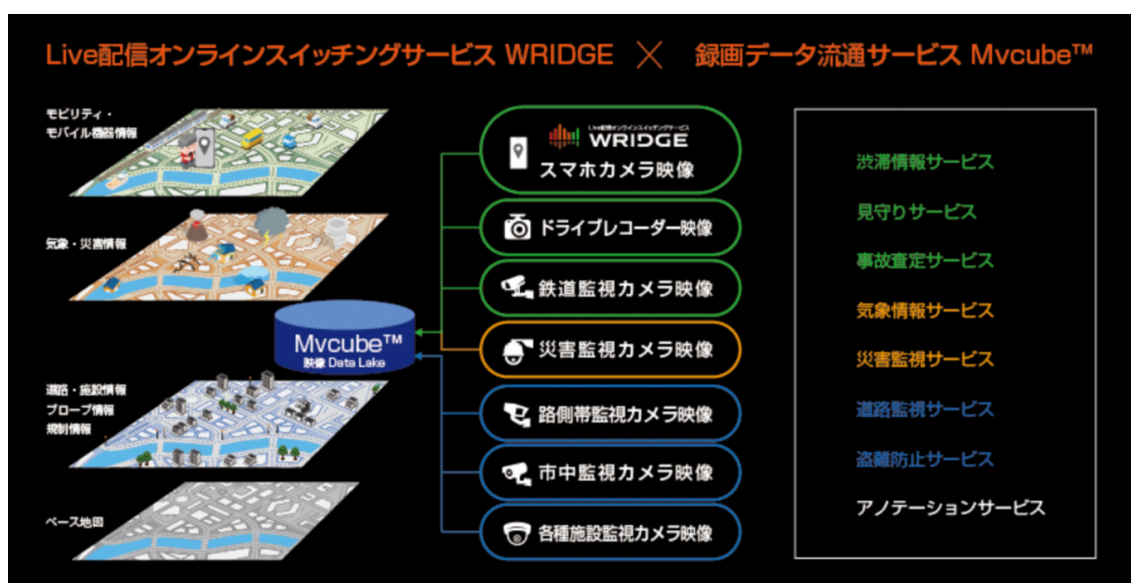 Live配信オンラインスイッチングサービス WRIDGE × 録画データ流通サービス Mvcube™
モビリティ・
モバイル機器情報
気象・災害情報
Mvcube™
映像 Data Lake
道路・施設情報
プローブ情報
規制情報
ベース地図
Live配信オンラインスイッチングサービス
WRIDGE
スマホカメラ映像
ドライブレコーダー映像
鉄道監視カメラ映像
災害監視カメラ映像
路側帯監視カメラ映像
市中監視カメラ映像
各種施設監視カメラ映像
渋滞情報サービス
見守りサービス
事故査定サービス
気象情報サービス
災害監視サービス
道路監視サービス
盗難防止サービス
アノテーションサービス